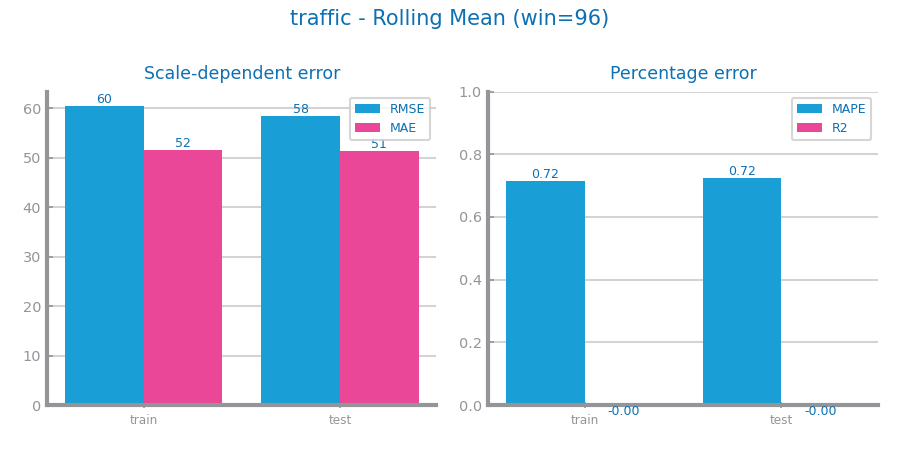 traffic - Rolling Mean (win=96)
Scale-dependent error
60
50
40
30
20
10
0
60
52
58
51
RMSE
MAE
train
test
Percentage error
1.0
0.8
0.6
0.4
0.2
0.0
0.72
-0.00
0.72
-0.00
MAPE
R2
train
test